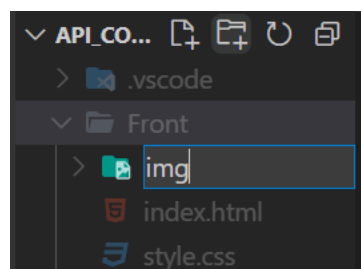 API_CO...
.vscode
Front
img
index.html
style.css